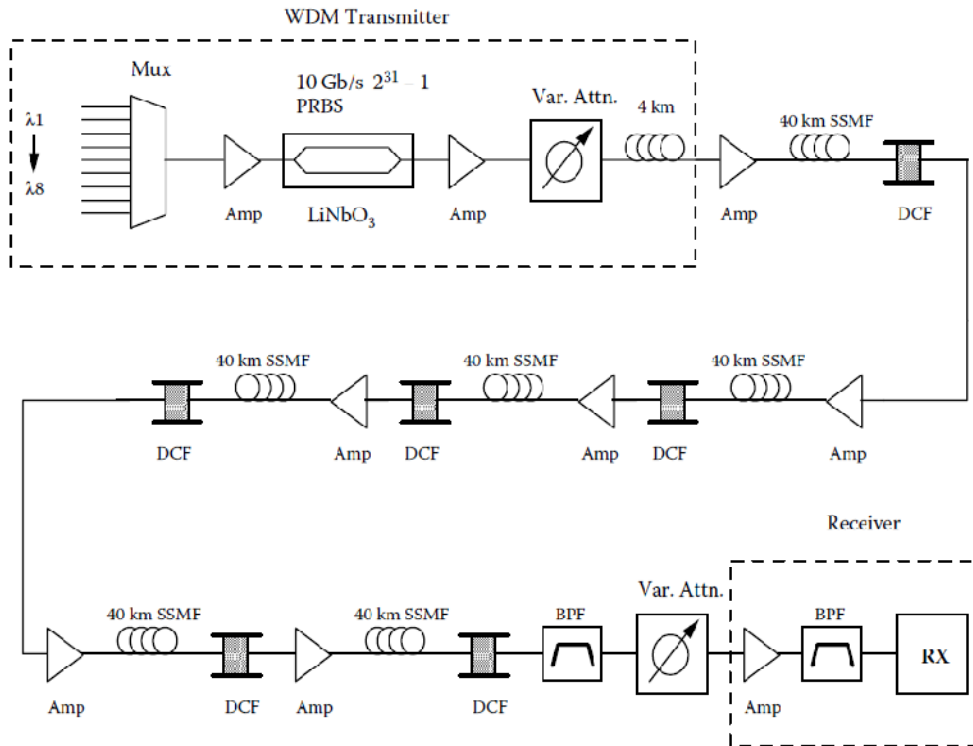 WDM Transmitter
Mux
10 Gb/s 2³¹ – 1
PRBS
Var. Attn.
4 km
40 km SSMF
λ1
λ8
Amp
LiNbO₃
Amp
Amp
DCF
40 km SSMF
40 km SSMF
40 km SSMF
DCF
Amp
DCF
Amp
DCF
Amp
Receiver
40 km SSMF
40 km SSMF
BPF
Var. Attn.
BPF
RX
Amp
DCF
Amp
DCF
Amp